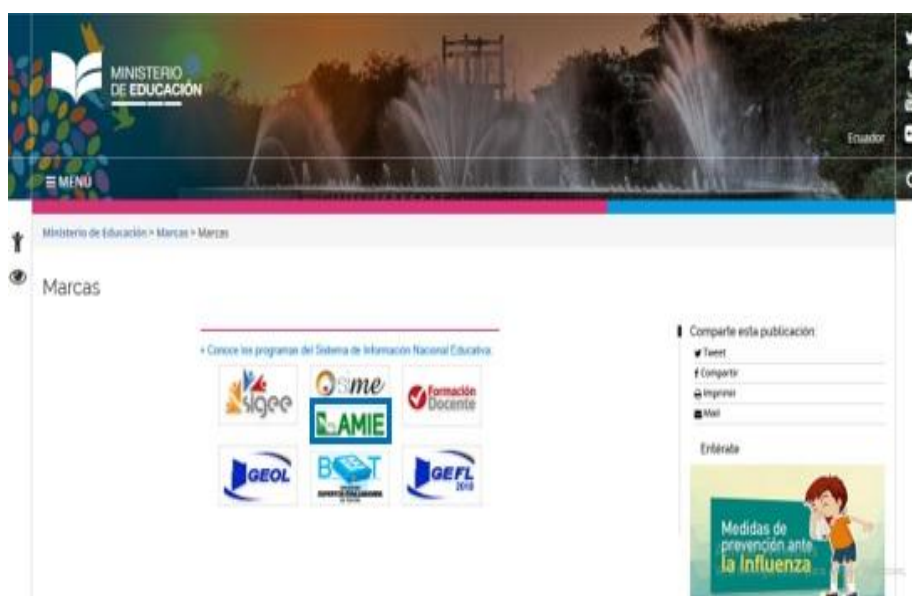 MINISTERIO
DE EDUCACIÓN
Ecuador
☰ MENÚ
Ministerio de Educación > Marcas > Marcas
Marcas
+ Conoce los programas del Sistema de Información Nacional Educativa.
sigee
sme
AMIE
Formación
Docente
GEOL
GEFL
2010
Comparte esta publicación:
Tweet
Compartir
Imprimir
Mail
Entérate
Medidas de
prevención ante
la Influenza